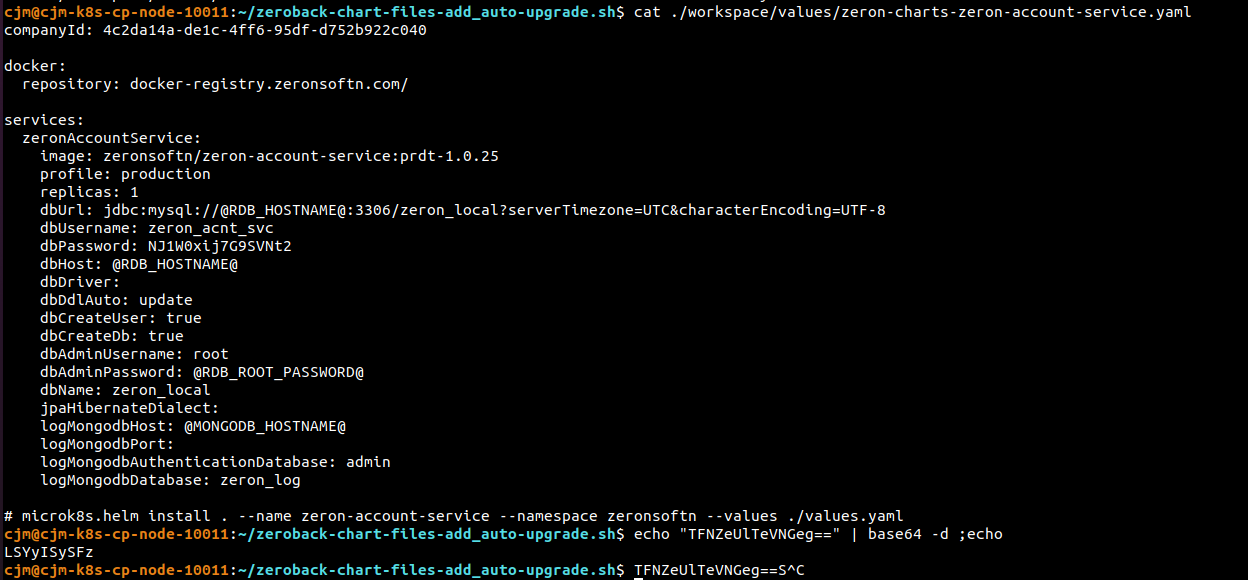 cjm@cjm-k8s-cp-node-10011:~/zeroback-chart-files-add_auto-upgrade.sh$ cat ./workspace/values/zeron-charts-zeron-account-service.yaml
companyId: 4c2da14a-de1c-4ff6-95df-d752b922c040
docker:
  repository: docker-registry.zeronsoftn.com/
services:
  zeronAccountService:
    image: zeronsoftn/zeron-account-service:prdt-1.0.25
    profile: production
    replicas: 1
    dbUrl: jdbc:mysql://@RDB_HOSTNAME@:3306/zeron_local?serverTimezone=UTC&characterEncoding=UTF-8
    dbUsername: zeron_acnt_svc
    dbPassword: NJ1W0xij7G9SVNt2
    dbHost: @RDB_HOSTNAME@
    dbDriver:
    dbDdlAuto: update
    dbCreateUser: true
    dbCreateDb: true
    dbAdminUsername: root
    dbAdminPassword: @RDB_ROOT_PASSWORD@
    dbName: zeron_local
    jpaHibernateDialect:
    logMongodbHost: @MONGODB_HOSTNAME@
    logMongodbPort:
    logMongodbAuthenticationDatabase: admin
    logMongodbDatabase: zeron_log
# microk8s.helm install . --name zeron-account-service --namespace zeronsoftn --values ./values.yaml
cjm@cjm-k8s-cp-node-10011:~/zeroback-chart-files-add_auto-upgrade.sh$ echo "TFNZeUlTeVNGeg==" | base64 -d ;echo
LSYyISySFz
cjm@cjm-k8s-cp-node-10011:~/zeroback-chart-files-add_auto-upgrade.sh$ TFNZeUlTeVNGeg==S^C